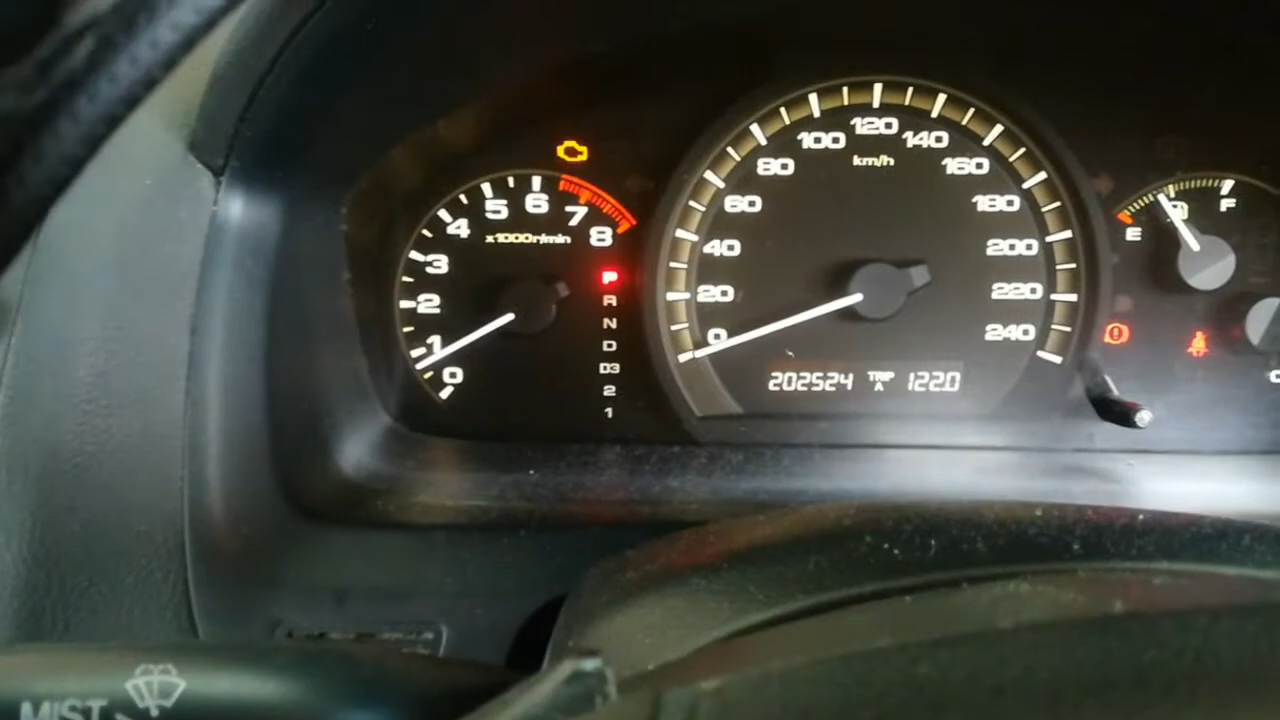 0 1 2 3 4 5 6 7 8
x1000r/min
P
R
N
D
D3
2
1
0 20 40 60 80 100 120 140 160 180 200 220 240
km/h
202524 TRIP A 122.0
E F
MIST